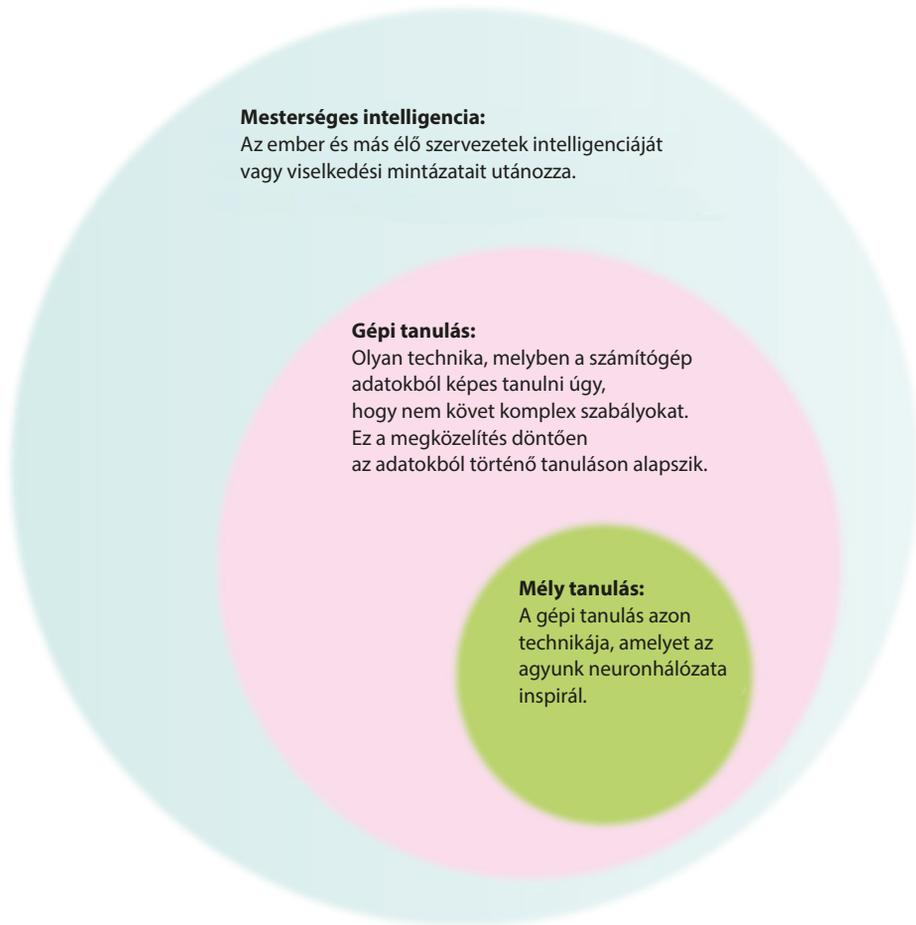 Mesterséges intelligencia:
Az ember és más élő szervezetek intelligenciáját
vagy viselkedési mintázatait utánozza.
Gépi tanulás:
Olyan technika, melyben a számítógép
adatokból képes tanulni úgy,
hogy nem követ komplex szabályokat.
Ez a megközelítés döntően
az adatokból történő tanuláson alapszik.
Mély tanulás:
A gépi tanulás azon
technikája, amelyet az
agyunk neuronhálózata
inspirál.